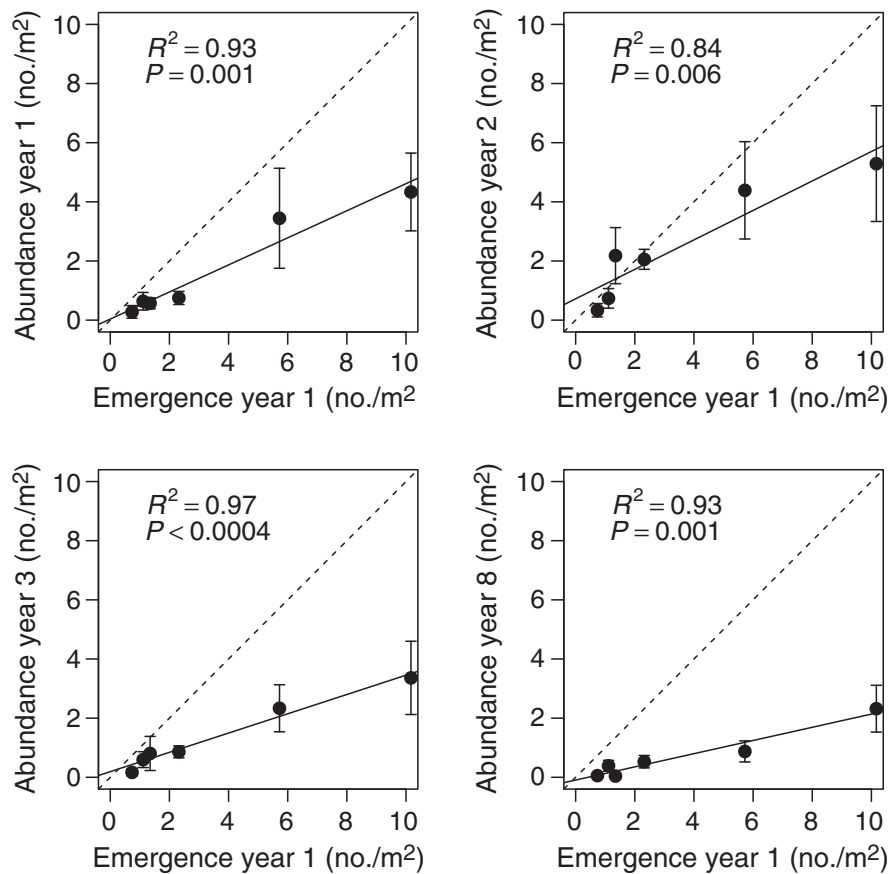 R² = 0.93
P = 0.001
Abundance year 1 (no./m²)
10
8
6
4
2
0
0 2 4 6 8 10
Emergence year 1 (no./m²
R² = 0.84
P = 0.006
Abundance year 2 (no./m²)
10
8
6
4
2
0
0 2 4 6 8 10
Emergence year 1 (no./m²)
R² = 0.97
P < 0.0004
Abundance year 3 (no./m²)
10
8
6
4
2
0
0 2 4 6 8 10
Emergence year 1 (no./m²)
R² = 0.93
P = 0.001
Abundance year 8 (no./m²)
10
8
6
4
2
0
0 2 4 6 8 10
Emergence year 1 (no./m²)